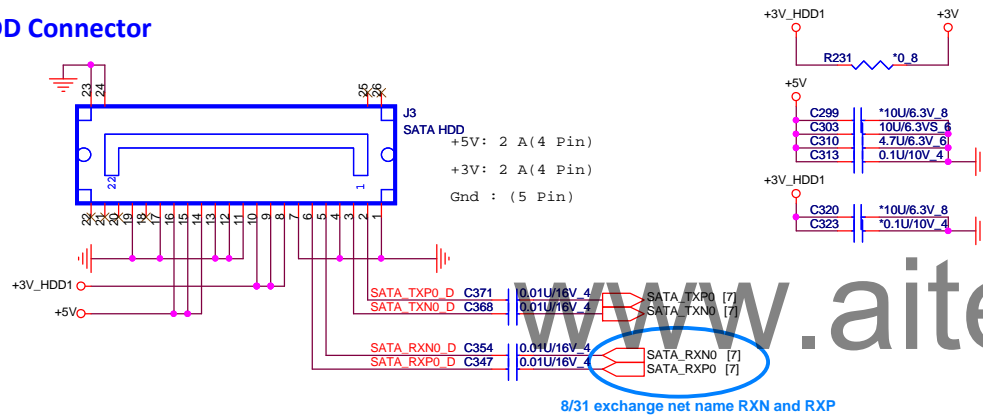 DD Connector
+3V_HDD1
+3V
R231
*0_8
+5V
C299
*10U/6.3V_8
C303
10U/6.3VS_6
C310
4.7U/6.3V_6
C313
0.1U/10V_4
+3V_HDD1
C320
*10U/6.3V_8
C323
*0.1U/10V_4
23
24
25
26
J3
SATA HDD
+5V: 2 A(4 Pin)
+3V: 2 A(4 Pin)
Gnd : (5 Pin)
22
1
22
21
20
19
18
17
16
15
14
13
12
11
10
9
8
7
6
5
4
3
2
1
+3V_HDD1
+5V
SATA_TXP0_D C371 0.01U/16V_4 SATA_TXP0 [7]
SATA_TXN0_D C368 0.01U/16V_4 SATA_TXN0 [7]
SATA_RXN0_D C354 0.01U/16V_4 SATA_RXN0 [7]
SATA_RXP0_D C347 0.01U/16V_4 SATA_RXP0 [7]
www.aite
8/31 exchange net name RXN and RXP